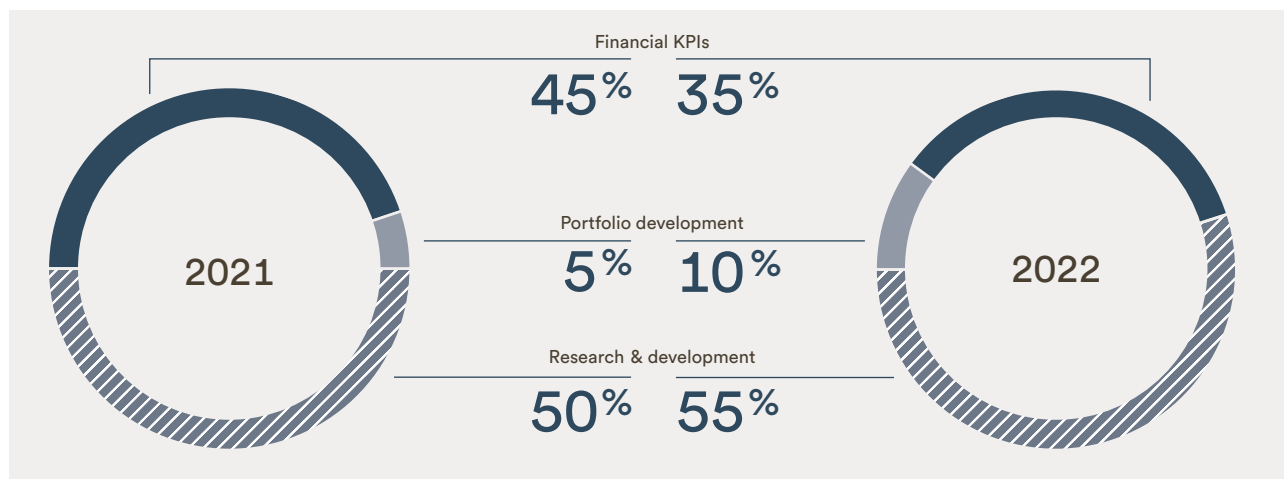 Financial KPIs
45% 35%
Portfolio development
5% 10%
2021
2022
Research & development
50% 55%